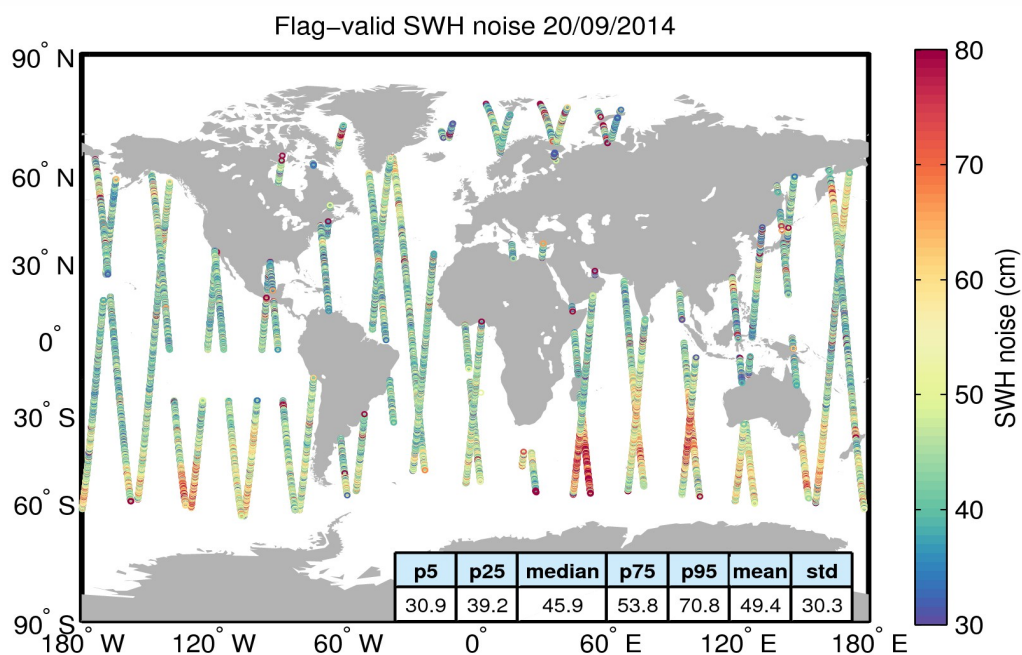 Flag−valid SWH noise 20/09/2014
90° N
60° N
30° N
0°
30° S
60° S
90° S
180° W
120° W
60° W
0°
60° E
120° E
180° E
80
70
60
50
40
30
SWH noise (cm)
p5 p25 median p75 p95 mean std
30.9 39.2 45.9 53.8 70.8 49.4 30.3